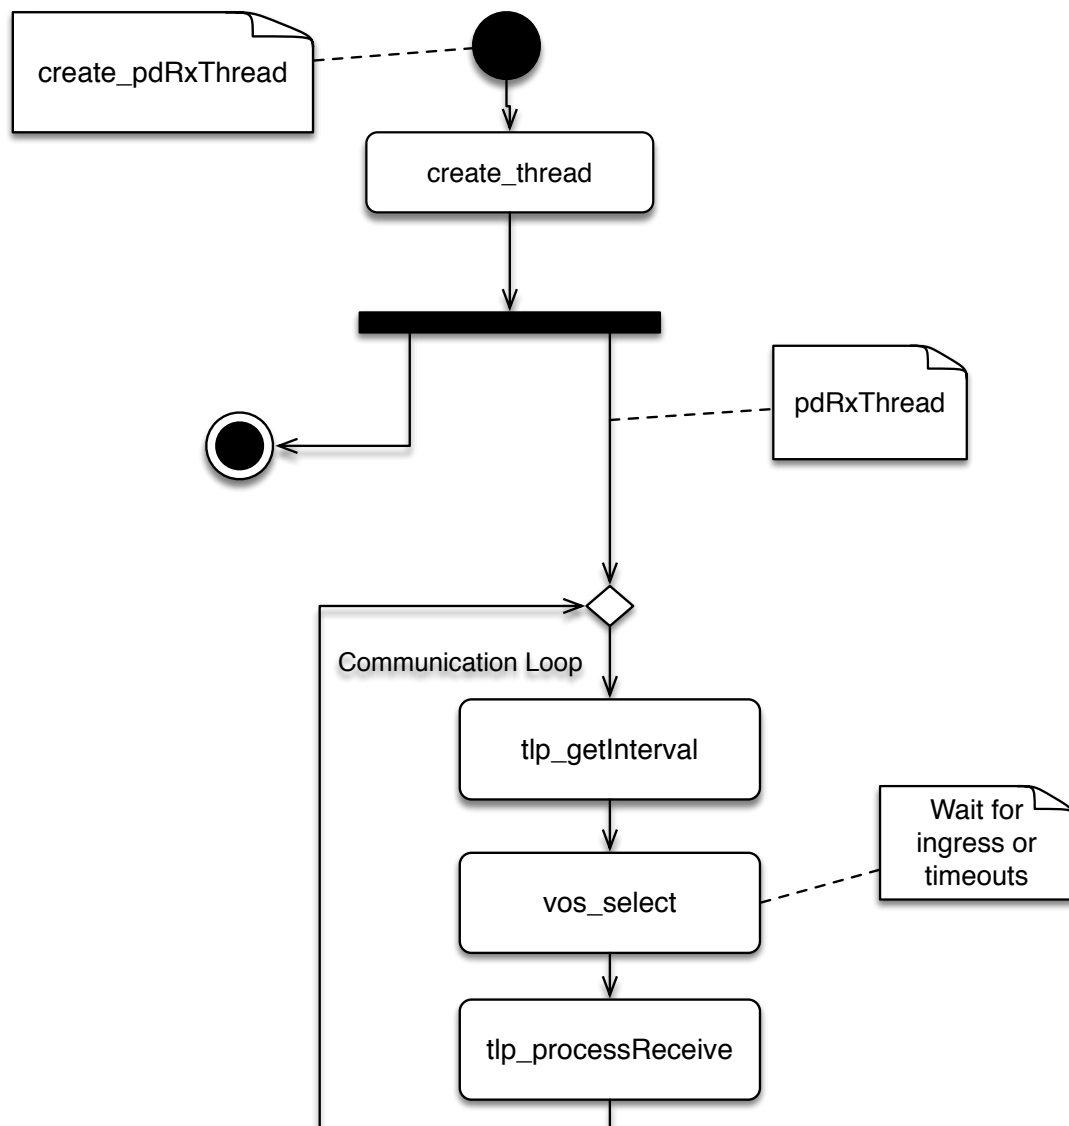 create_pdRxThread
create_thread
pdRxThread
Communication Loop
tlp_getInterval
Wait for
ingress or
timeouts
vos_select
tlp_processReceive